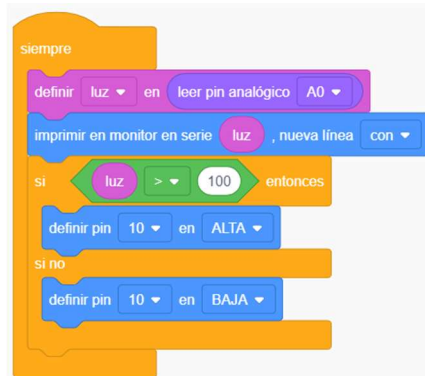 siempre
definir luz en leer pin analógico A0
imprimir en monitor en serie luz , nueva línea con
si luz > 100 entonces
definir pin 10 en ALTA
si no
definir pin 10 en BAJA